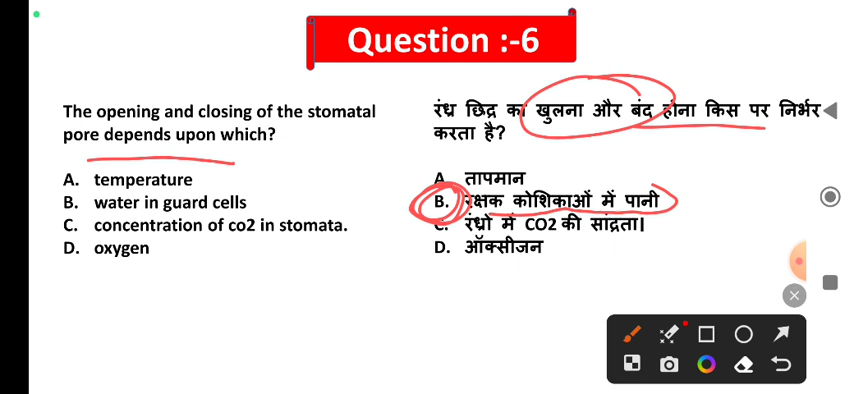 Question :-6
The opening and closing of the stomatal
pore depends upon which?
A. temperature
B. water in guard cells
C. concentration of co2 in stomata.
D. oxygen
रंध्र छिद्र का खुलना और बंद होना किस पर निर्भर
करता है?
A. तापमान
B. रक्षक कोशिकाओं में पानी
C. रंध्रों में CO2 की सांद्रता।
D. ऑक्सीजन